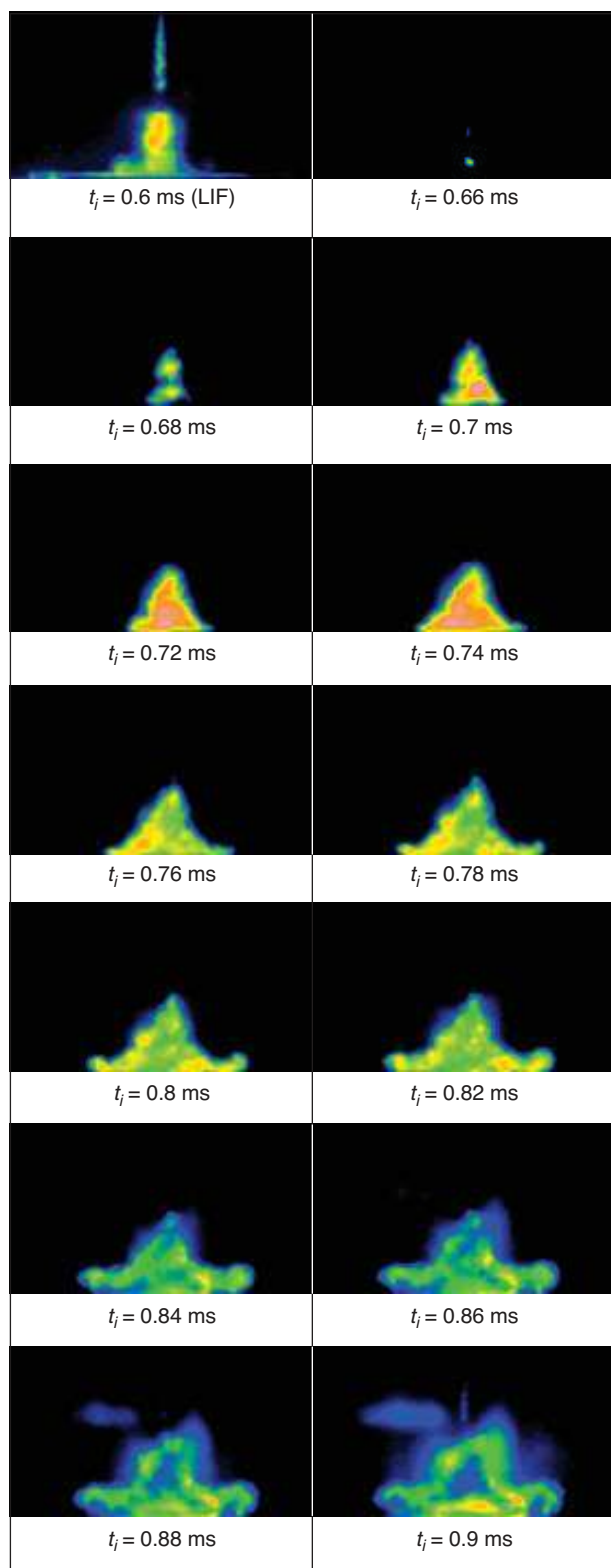 t_i = 0.6 ms (LIF)
t_i = 0.66 ms
t_i = 0.68 ms
t_i = 0.7 ms
t_i = 0.72 ms
t_i = 0.74 ms
t_i = 0.76 ms
t_i = 0.78 ms
t_i = 0.8 ms
t_i = 0.82 ms
t_i = 0.84 ms
t_i = 0.86 ms
t_i = 0.88 ms
t_i = 0.9 ms